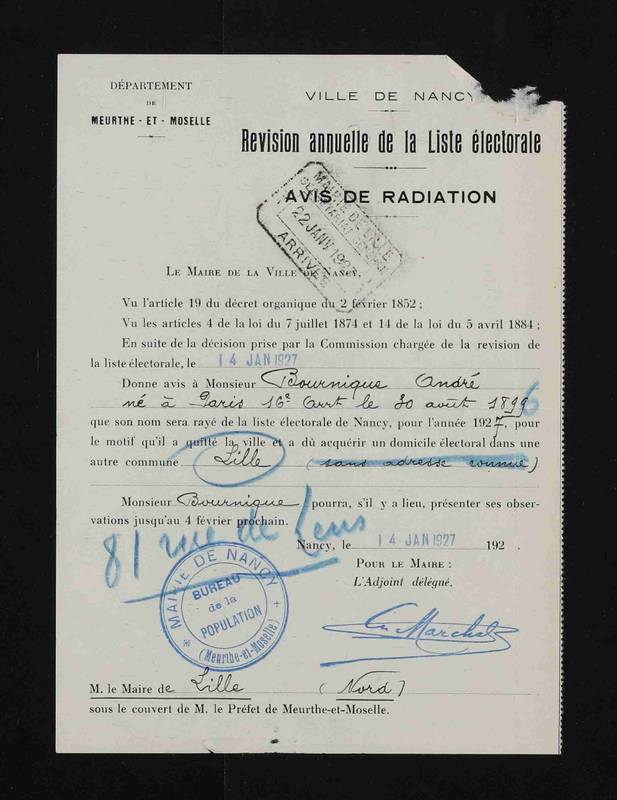 DÉPARTEMENT
DE
MEURTHE - ET - MOSELLE
VILLE DE NANCY
Revision annuelle de la Liste électorale
AVIS DE RADIATION
MAIRIE DE LILLE
SECRÉTARIAT GÉNÉRAL
22 JANV 1927
ARRIVÉE
LE MAIRE DE LA VILLE DE NANCY,
Vu l'article 19 du décret organique du 2 février 1852 ;
Vu les articles 4 de la loi du 7 juillet 1874 et 14 de la loi du 5 avril 1884 ;
En suite de la décision prise par la Commission chargée de la revision de
la liste électorale, le 14 JAN 1927
Donne avis à Monsieur Bournique André
né à Paris 16e Arrt le 30 août 1899 6
que son nom sera rayé de la liste électorale de Nancy, pour l'année 1927, pour
le motif qu'il a quitté la ville et a dû acquérir un domicile électoral dans une
autre commune Lille (sans adresse connue)
Monsieur Bournique pourra, s'il y a lieu, présenter ses obser-
vations jusqu'au 4 février prochain.
81 rue de Lens
Nancy, le 14 JAN 1927 192 .
POUR LE MAIRE :
L'Adjoint délégué,
MAIRIE DE NANCY
BUREAU
de la
POPULATION
(Meurthe-et-Moselle)
M. le Maire de Lille (Nord)
sous le couvert de M. le Préfet de Meurthe-et-Moselle.